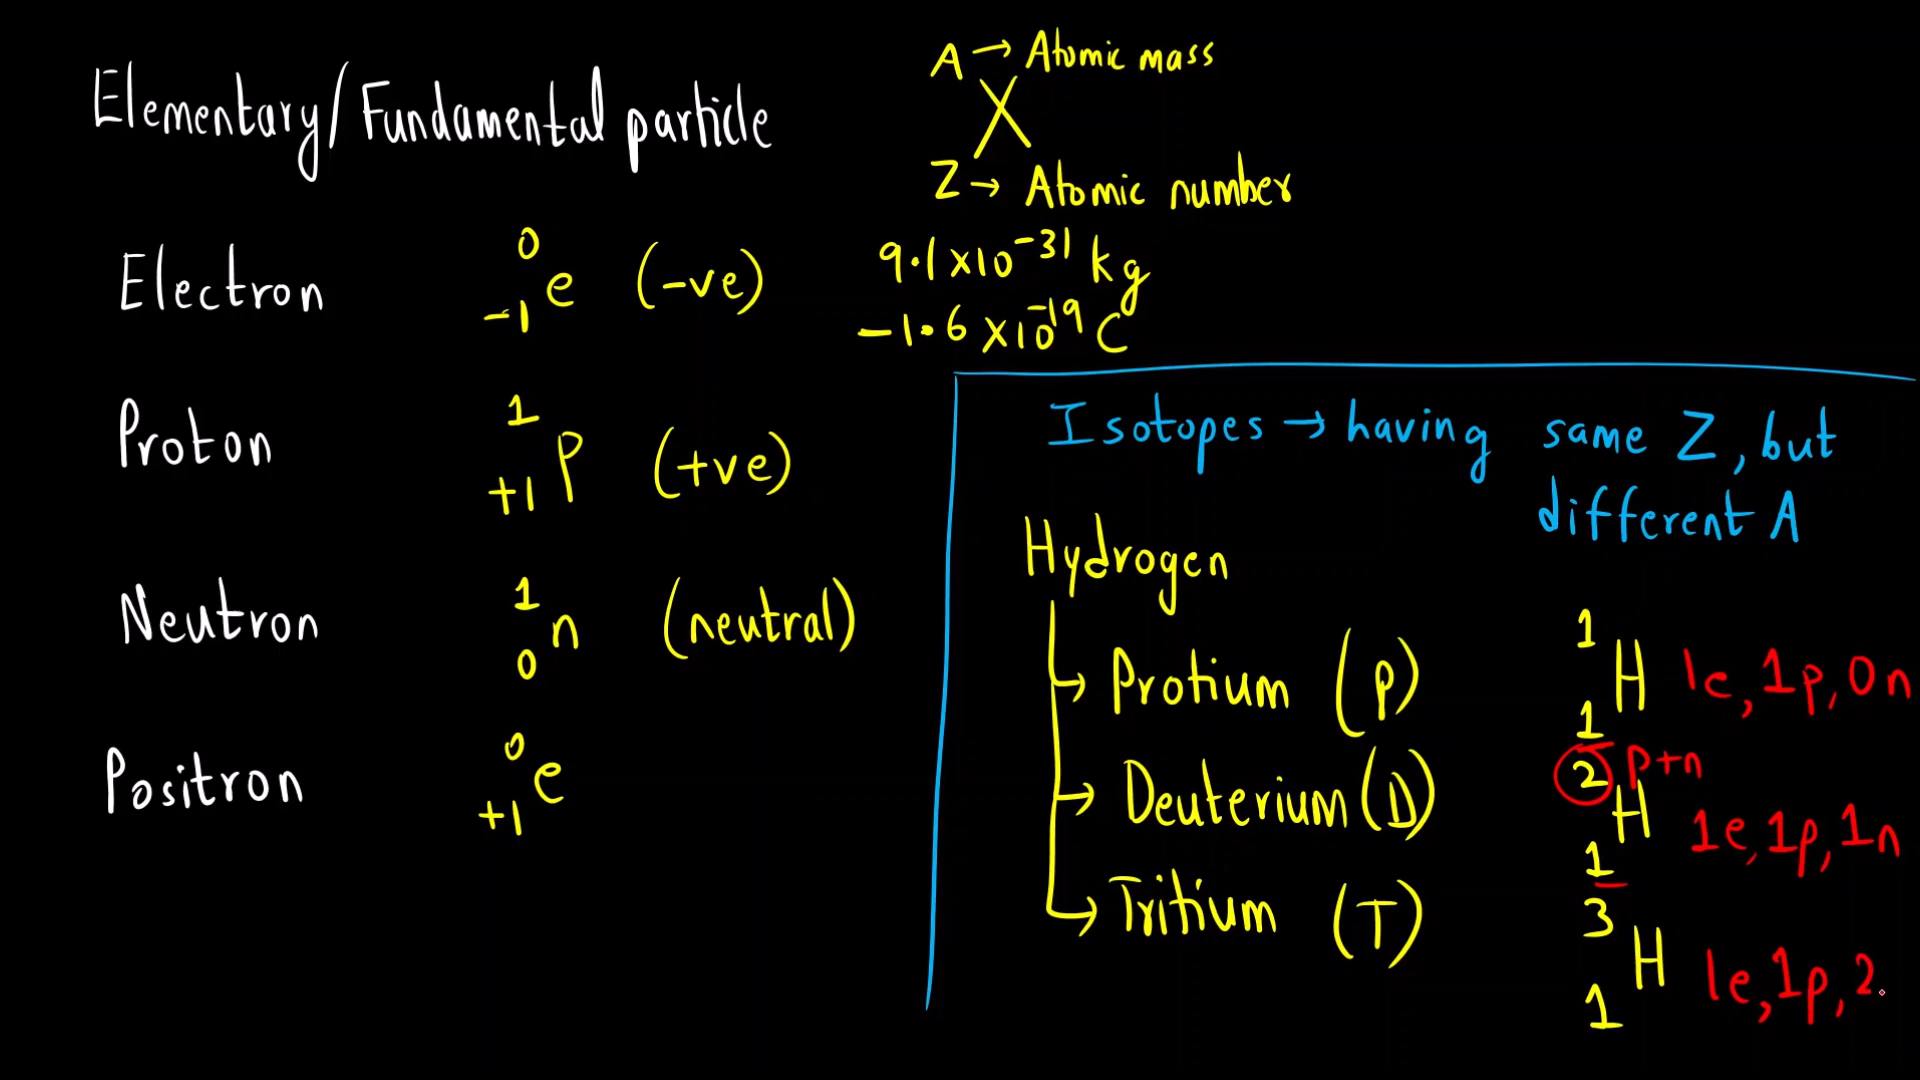 Elementary/Fundamental particle
A → Atomic mass
X
Z → Atomic number
Electron 0 -1 e (-ve) 9.1×10^-31 kg
-1.6×10^-19 C
Proton 1 +1 P (+ve)
Neutron 1 0 n (neutral)
Positron 0 +1 e
Isotopes → having same Z, but
different A
Hydrogen
→ Protium (P) 1 1 H 1e, 1p, 0n
→ Deuterium (D) 2 1 H p+n 1e, 1p, 1n
→ Tritium (T) 3 1 H 1e, 1p, 2